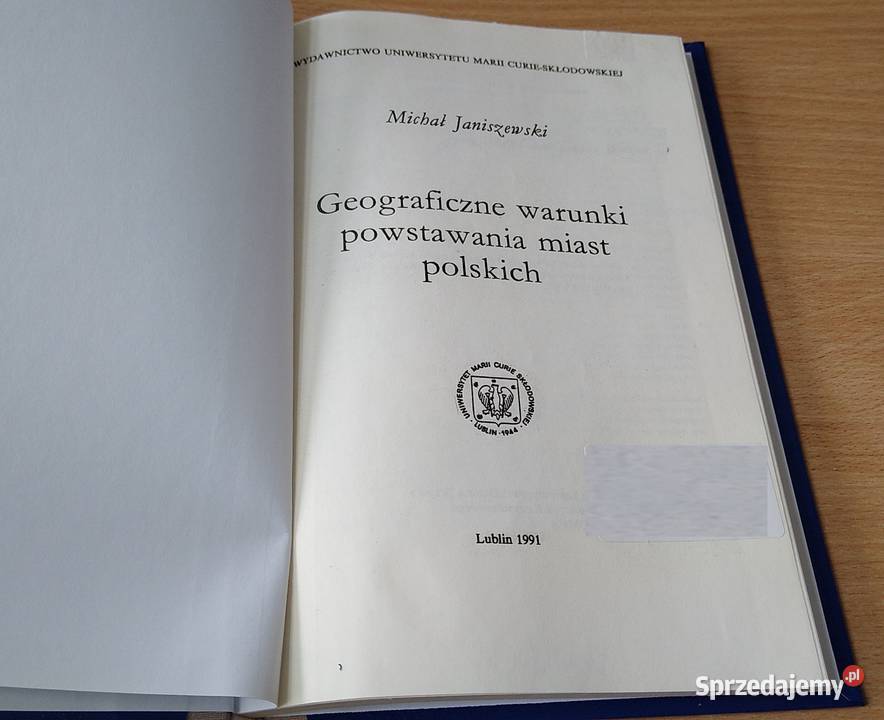 WYDAWNICTWO UNIWERSYTETU MARII CURIE-SKŁODOWSKIEJ
Michał Janiszewski
Geograficzne warunki
powstawania miast
polskich
UNIWERSYTET MARII CURIE SKŁODOWSKIEJ
LUBLIN-1944
Lublin 1991
Sprzedajemy.pl